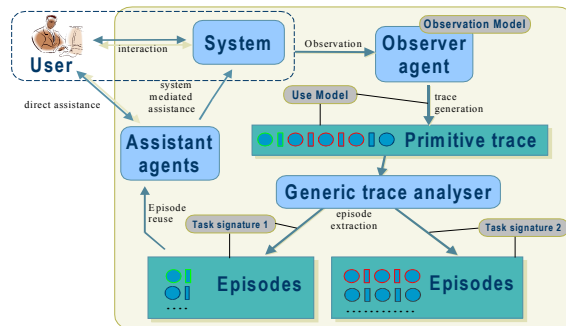 Observation Model
System
Observer
agent
Observation
interaction
User
system
mediated
assistance
direct assistance
Use Model
trace
generation
Assistant
agents
Primitive trace
Generic trace analyser
Episode
reuse
Task signature 1
episode
extraction
Task signature 2
Episodes
Episodes